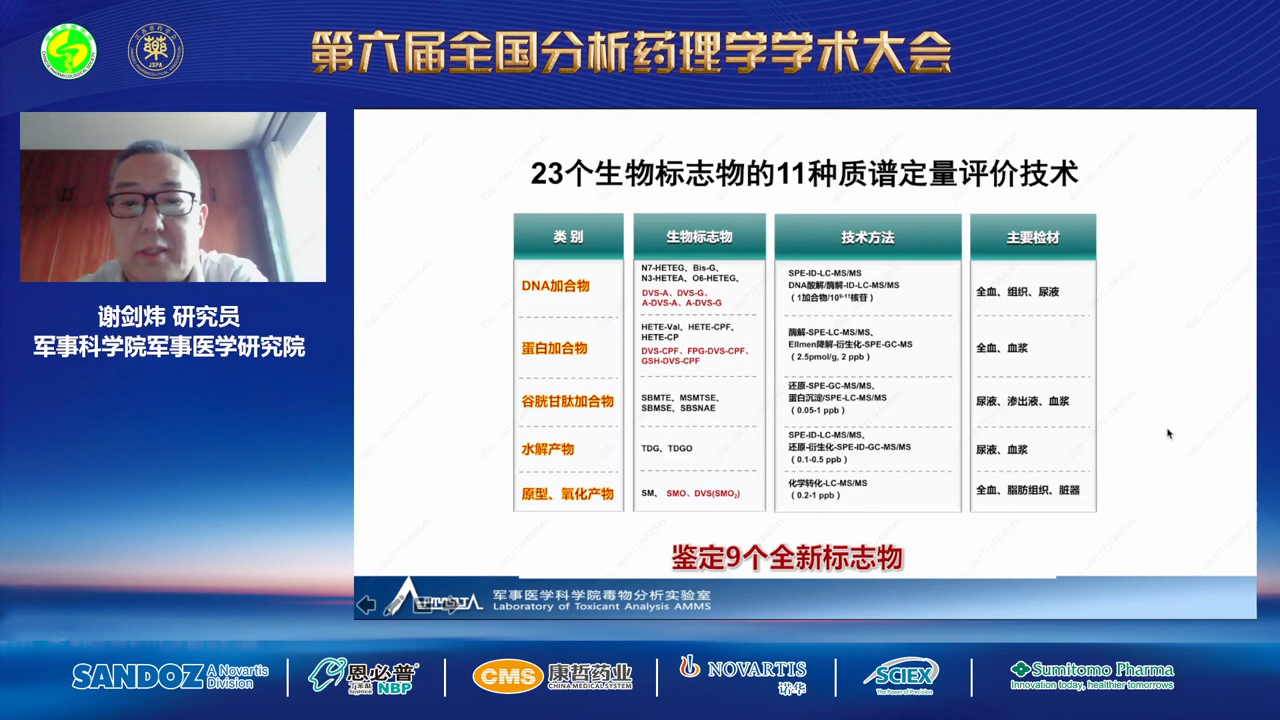 第六届全国分析药理学学术大会
谢剑炜 研究员
军事科学院军事医学研究院
23个生物标志物的11种质谱定量评价技术
类 别
生物标志物
技术方法
主要检材
DNA加合物
N7-HETEG、Bis-G、
N3-HETEA、O6-HETEG、
DVS-A、DVS-G、
A-DVS-A、A-DVS-G
SPE-ID-LC-MS/MS
DNA酸解/酶解-ID-LC-MS/MS
（1加合物/10⁹⁻¹¹核苷）
全血、组织、尿液
蛋白加合物
HETE-Val、HETE-CPF、
HETE-CP
DVS-CPF、FPG-DVS-CPF、
GSH-DVS-CPF
酶解-SPE-LC-MS/MS、
Ellmen降解-衍生化-SPE-GC-MS
（2.5pmol/g, 2 ppb）
全血、血浆
谷胱甘肽加合物
SBMTE、MSMTSE、
SBMSE、SBSNAE
还原-SPE-GC-MS/MS、
蛋白沉淀/SPE-LC-MS/MS
（0.05-1 ppb）
尿液、渗出液、血浆
水解产物
TDG、TDGO
SPE-ID-LC-MS/MS、
还原-衍生化-SPE-ID-GC-MS/MS
（0.1-0.5 ppb）
尿液、血浆
原型、氧化产物
SM、 SMO、DVS(SMO₂)
化学转化-LC-MS/MS
（0.2-1 ppb）
全血、脂肪组织、脏器
鉴定9个全新标志物
军事医学科学院毒物分析实验室
Laboratory of Toxicant Analysis AMMS
SANDOZ A Novartis
Division
恩必普
NBP
CMS 康哲药业
CHINA MEDICAL SYSTEM
NOVARTIS
诺华
SCIEX
The Power of Precision
Sumitomo Pharma
Innovation today, healthier tomorrows